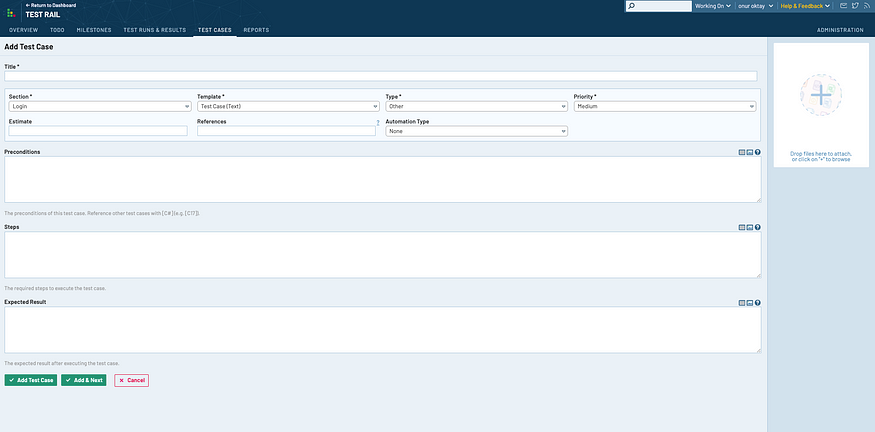 Return to Dashboard
TEST RAIL
Working On
onur oktay
Help & Feedback
OVERVIEW TODO MILESTONES TEST RUNS & RESULTS TEST CASES REPORTS ADMINISTRATION
Add Test Case
Title *
Section * Template * Type * Priority *
Login Test Case (Text) Other Medium
Estimate References Automation Type
None
Preconditions
The preconditions of this test case. Reference other test cases with [C#] (e.g. [C17]).
Steps
The required steps to execute the test case.
Expected Result
The expected result after executing the test case.
Add Test Case Add & Next Cancel
Drop files here to attach,
or click on "+" to browse